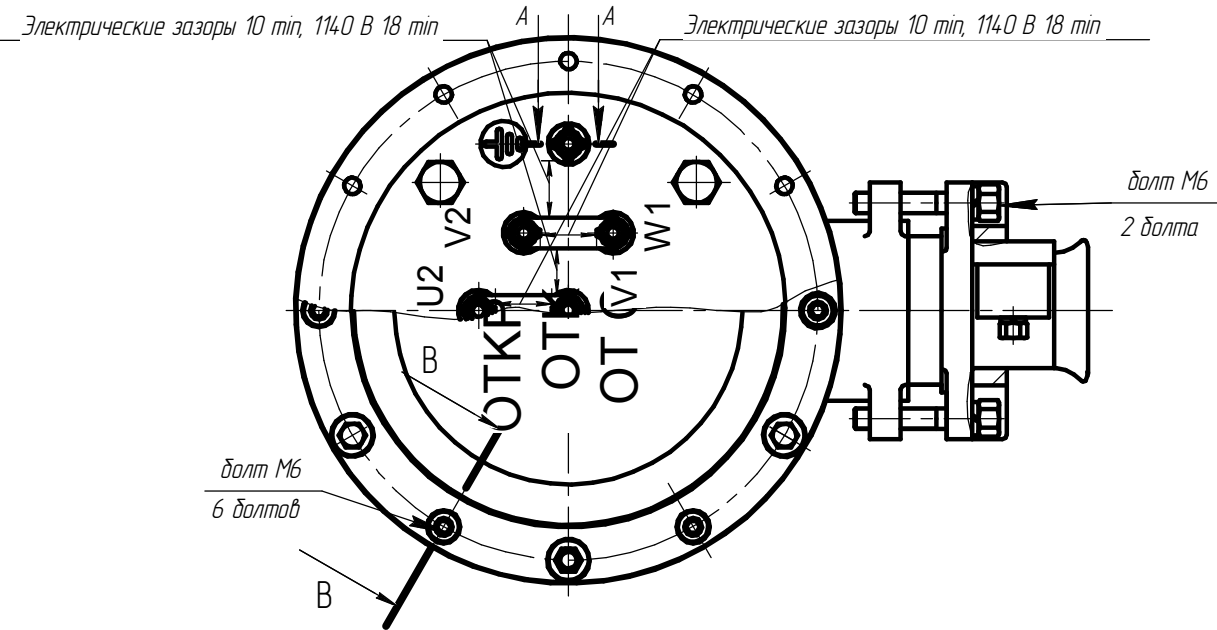 Электрические зазоры 10 min, 1140 В 18 min
А
А
Электрические зазоры 10 min, 1140 В 18 min
болт М6
2 болта
V2
W1
U2
V1
В
ОТКР
ОТ
ОТ С
болт М6
6 болтов
В